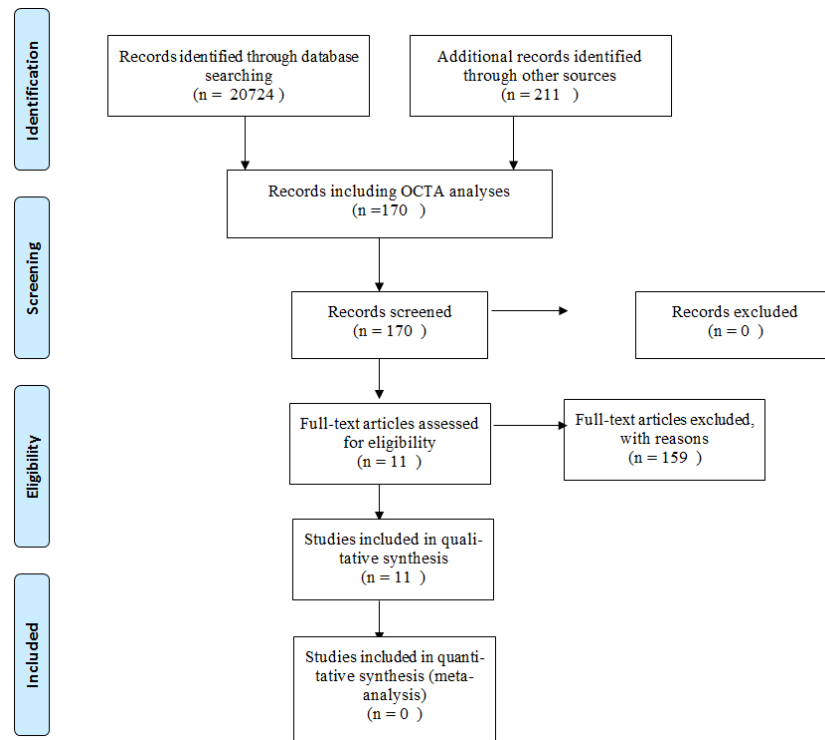 Identification
Records identified through database
searching
(n = 20724 )
Additional records identified
through other sources
(n = 211 )
Records including OCTA analyses
(n =170 )
Screening
Records screened
(n = 170 )
Records excluded
(n = 0 )
Eligibility
Full-text articles assessed
for eligibility
(n = 11 )
Full-text articles excluded,
with reasons
(n = 159 )
Studies included in quali-
tative synthesis
(n = 11 )
Included
Studies included in quanti-
tative synthesis (meta-
analysis)
(n = 0 )